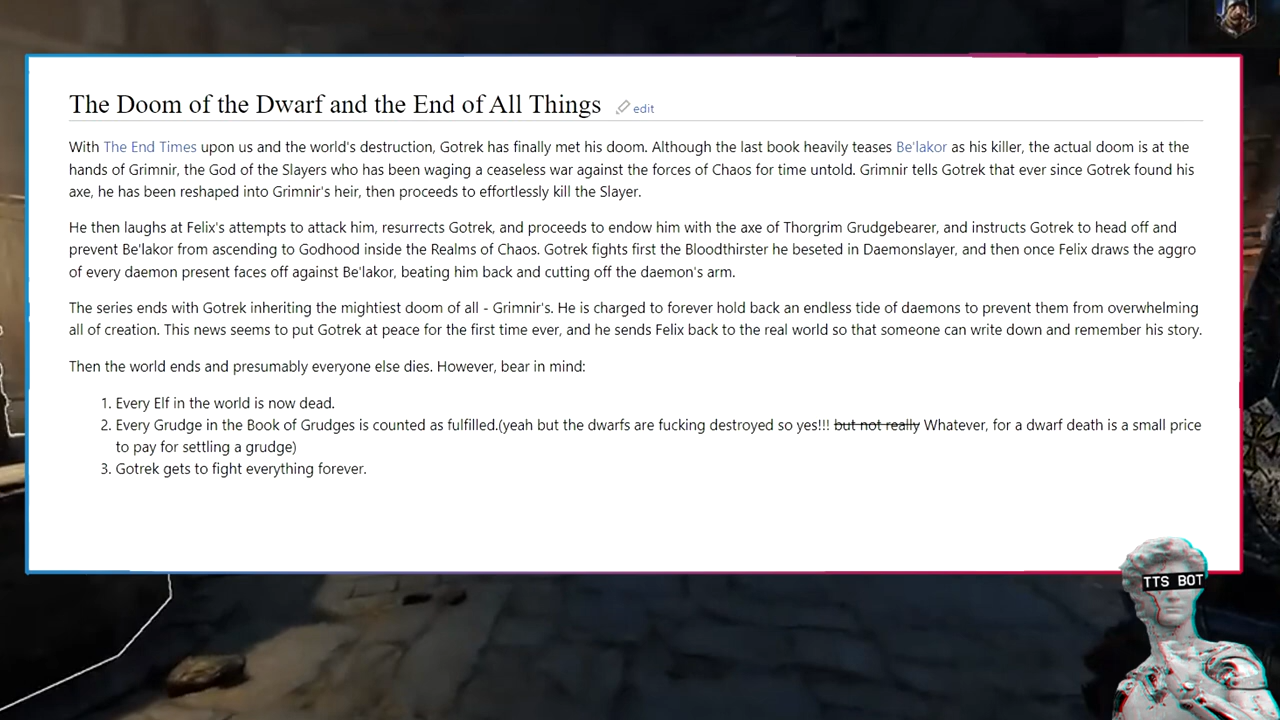 The Doom of the Dwarf and the End of All Things edit
With The End Times upon us and the world's destruction, Gotrek has finally met his doom. Although the last book heavily teases Be'lakor as his killer, the actual doom is at the
hands of Grimnir, the God of the Slayers who has been waging a ceaseless war against the forces of Chaos for time untold. Grimnir tells Gotrek that ever since Gotrek found his
axe, he has been reshaped into Grimnir's heir, then proceeds to effortlessly kill the Slayer.
He then laughs at Felix's attempts to attack him, resurrects Gotrek, and proceeds to endow him with the axe of Thorgrim Grudgebearer, and instructs Gotrek to head off and
prevent Be'lakor from ascending to Godhood inside the Realms of Chaos. Gotrek fights first the Bloodthirster he beseted in Daemonslayer, and then once Felix draws the aggro
of every daemon present faces off against Be'lakor, beating him back and cutting off the daemon's arm.
The series ends with Gotrek inheriting the mightiest doom of all - Grimnir's. He is charged to forever hold back an endless tide of daemons to prevent them from overwhelming
all of creation. This news seems to put Gotrek at peace for the first time ever, and he sends Felix back to the real world so that someone can write down and remember his story.
Then the world ends and presumably everyone else dies. However, bear in mind:
1. Every Elf in the world is now dead.
2. Every Grudge in the Book of Grudges is counted as fulfilled.(yeah but the dwarfs are fucking destroyed so yes!!! but not really Whatever, for a dwarf death is a small price
to pay for settling a grudge)
3. Gotrek gets to fight everything forever.
TTS BOT